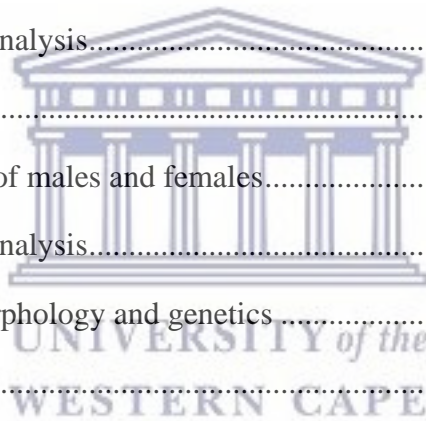 nalysis................................................
................................................................
of males and females......................
nalysis................................................
rphology and genetics ....................
UNIVERSITY of the
................................................................
WESTERN CAPE